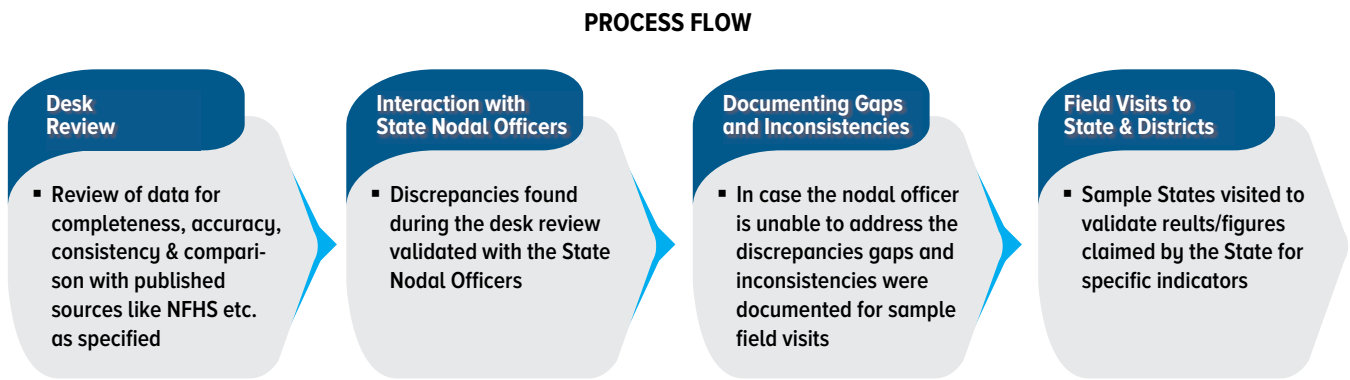 PROCESS FLOW
Desk
Review
▪ Review of data for
completeness, accuracy,
consistency & compari-
son with published
sources like NFHS etc.
as specified
Interaction with
State Nodal Officers
▪ Discrepancies found
during the desk review
validated with the State
Nodal Officers
Documenting Gaps
and Inconsistencies
▪ In case the nodal officer
is unable to address the
discrepancies gaps and
inconsistencies were
documented for sample
field visits
Field Visits to
State & Districts
▪ Sample States visited to
validate reults/figures
claimed by the State for
specific indicators